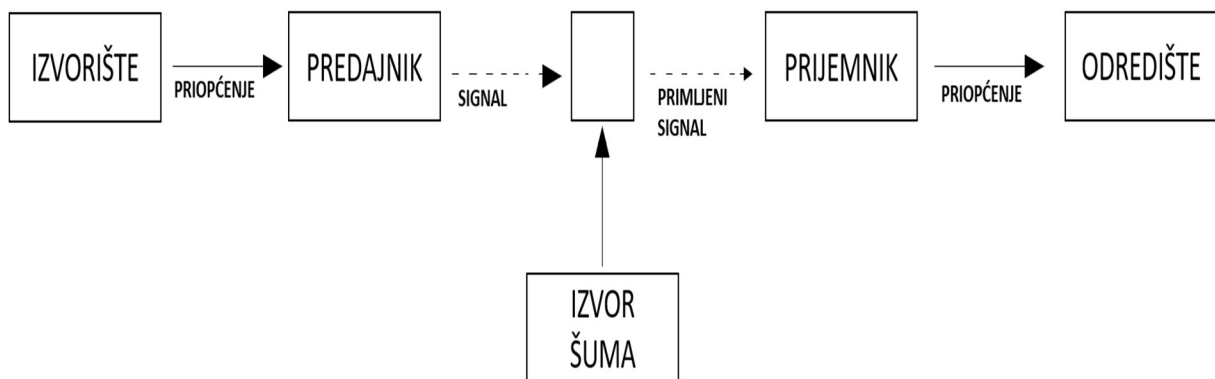 IZVORIŠTE
PRIOPĆENJE
PREDAJNIK
SIGNAL
PRIMLJENI
SIGNAL
PRIJEMNIK
PRIOPĆENJE
ODREDIŠTE
IZVOR
ŠUMA